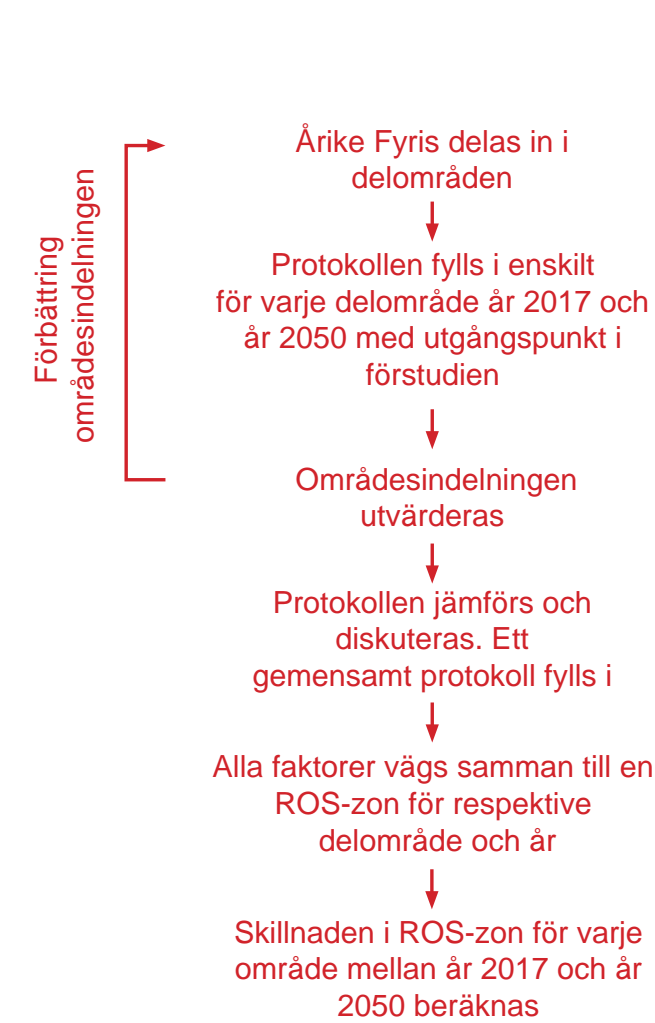 Årike Fyris delas in i
delområden
Protokollen fylls i enskilt
för varje delområde år 2017 och
år 2050 med utgångspunkt i
förstudien
Områdesindelningen
utvärderas
Protokollen jämförs och
diskuteras. Ett
gemensamt protokoll fylls i
Alla faktorer vägs samman till en
ROS-zon för respektive
delområde och år
Skillnaden i ROS-zon för varje
område mellan år 2017 och år
2050 beräknas
Förbättring
områdesindelningen